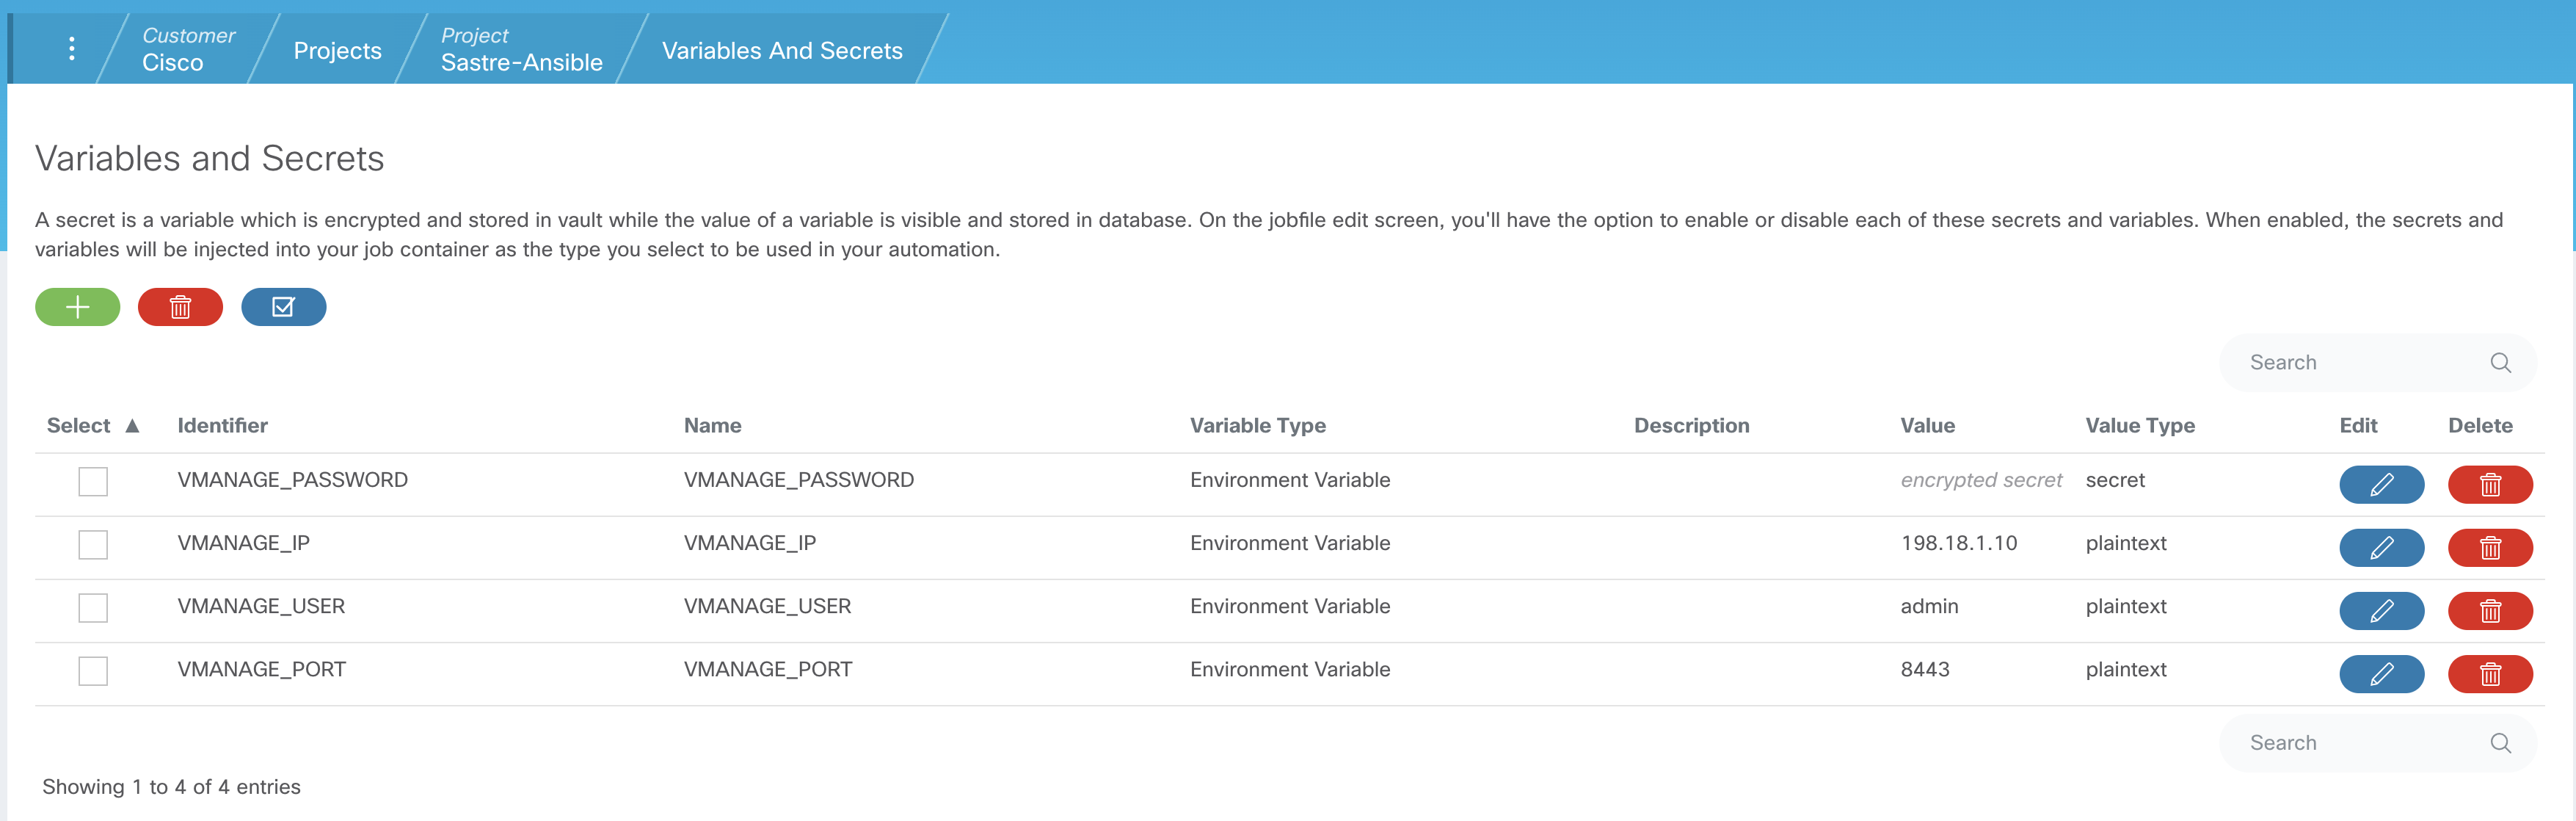 Customer
Cisco
Projects
Project
Sastre-Ansible
Variables And Secrets
Variables and Secrets
A secret is a variable which is encrypted and stored in vault while the value of a variable is visible and stored in database. On the jobfile edit screen, you'll have the option to enable or disable each of these secrets and variables. When enabled, the secrets and
variables will be injected into your job container as the type you select to be used in your automation.
Search
Select ▲ Identifier Name Variable Type Description Value Value Type Edit Delete
VMANAGE_PASSWORD VMANAGE_PASSWORD Environment Variable encrypted secret secret
VMANAGE_IP VMANAGE_IP Environment Variable 198.18.1.10 plaintext
VMANAGE_USER VMANAGE_USER Environment Variable admin plaintext
VMANAGE_PORT VMANAGE_PORT Environment Variable 8443 plaintext
Search
Showing 1 to 4 of 4 entries